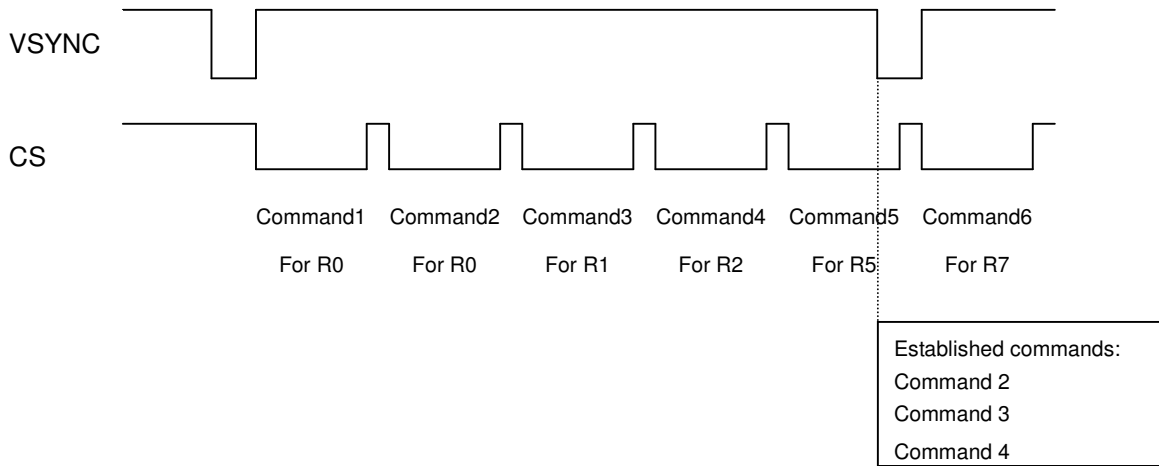 VSYNC
CS
Command1 Command2 Command3 Command4 Command5 Command6
For R0 For R0 For R1 For R2 For R5 For R7
Established commands:
Command 2
Command 3
Command 4